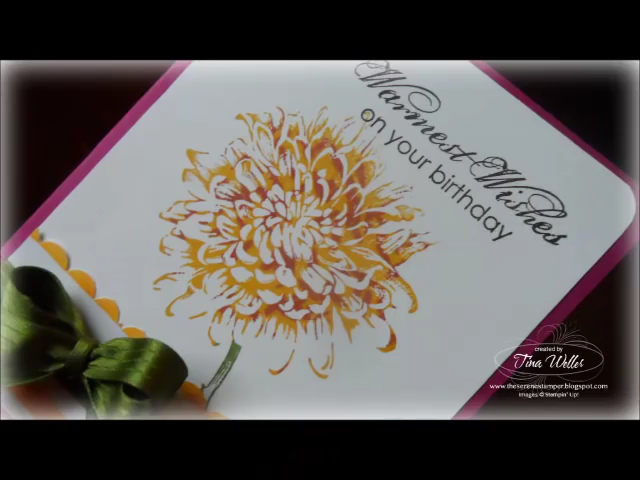 Warmest Wishes
on your birthday
created by
Tina Weller
www.theserenestamper.blogspot.com
Images © Stampin' Up!